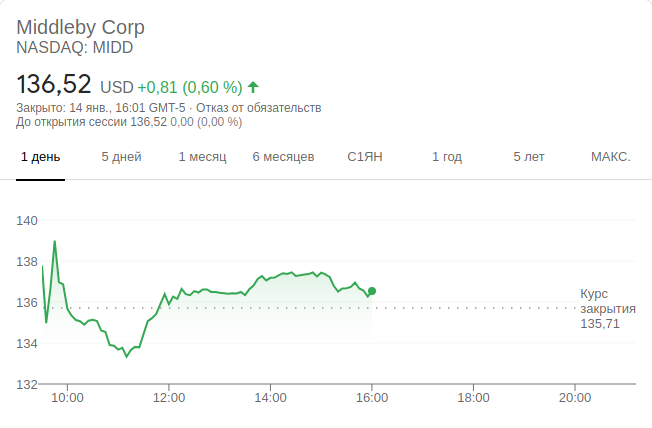 Middleby Corp
NASDAQ: MIDD
136,52 USD +0,81 (0,60 %)
Закрыто: 14 янв., 16:01 GMT-5 · Отказ от обязательств
До открытия сессии 136,52 0,00 (0,00 %)
1 день 5 дней 1 месяц 6 месяцев С1ЯН 1 год 5 лет МАКС.
140
138
136
134
132
Курс
закрытия
135,71
10:00 12:00 14:00 16:00 18:00 20:00